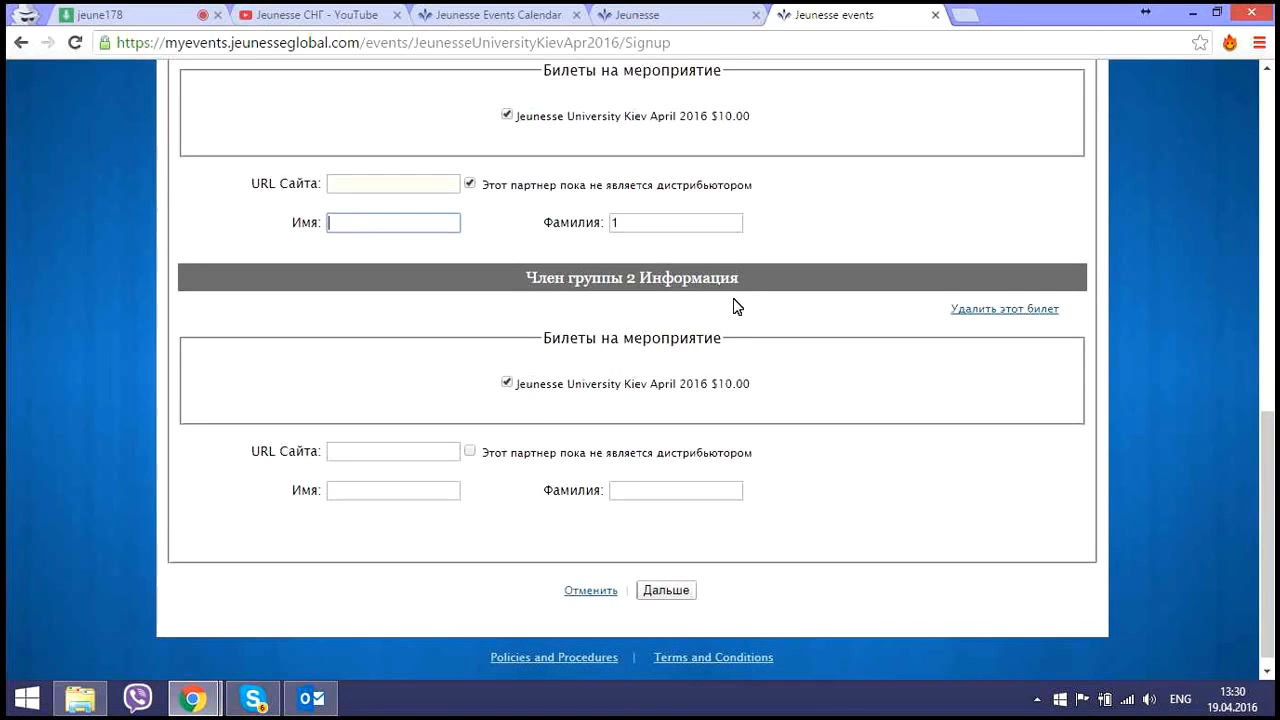 jeune178
Jeunesse СНГ - YouTube
Jeunesse Events Calendar
Jeunesse
Jeunesse events
https://myevents.jeunesseglobal.com/events/JeunesseUniversityKievApr2016/Signup
Билеты на мероприятие
Jeunesse University Kiev April 2016 $10.00
URL Сайта: Этот партнер пока не является дистрибьютором
Имя: Фамилия: 1
Член группы 2 Информация
Удалить этот билет
Билеты на мероприятие
Jeunesse University Kiev April 2016 $10.00
URL Сайта: Этот партнер пока не является дистрибьютором
Имя: Фамилия:
Отменить | Дальше
Policies and Procedures | Terms and Conditions
6
ENG
13:30
19.04.2016